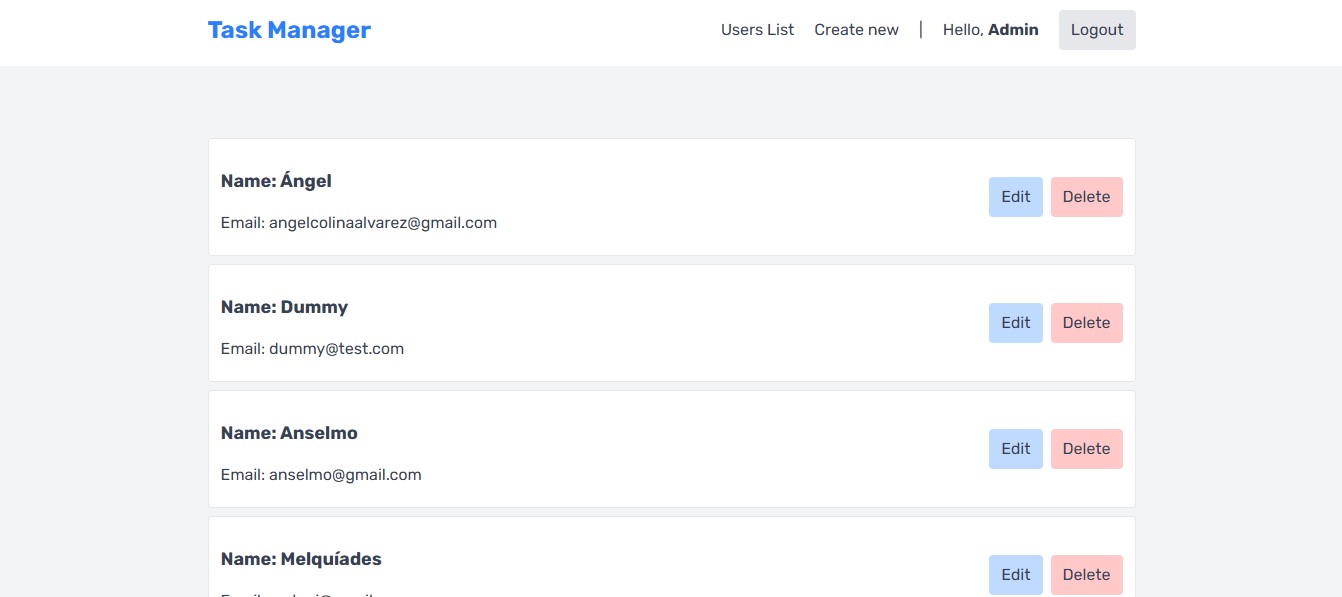 Task Manager
Users List Create new | Hello, Admin Logout
Name: Ángel
Email: angelcolinaalvarez@gmail.com
Edit Delete
Name: Dummy
Email: dummy@test.com
Edit Delete
Name: Anselmo
Email: anselmo@gmail.com
Edit Delete
Name: Melquíades
Edit Delete